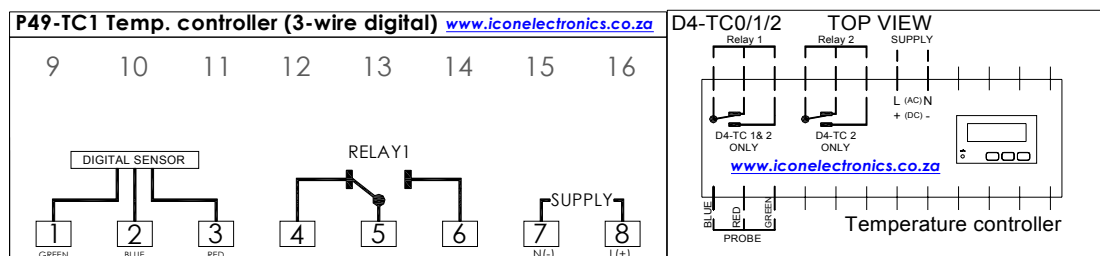 P49-TC1 Temp. controller (3-wire digital) www.iconelectronics.co.za
9 10 11 12 13 14 15 16
DIGITAL SENSOR
RELAY1
SUPPLY
1 2 3 4 5 6 7 8
GREEN BLUE RED N(-) L(+)
D4-TC0/1/2 TOP VIEW
Relay 1 Relay 2 SUPPLY
L (AC) N
+ (DC) -
D4-TC 1& 2 ONLY
D4-TC 2 ONLY
www.iconelectronics.co.za
BLUE RED GREEN
PROBE
Temperature controller